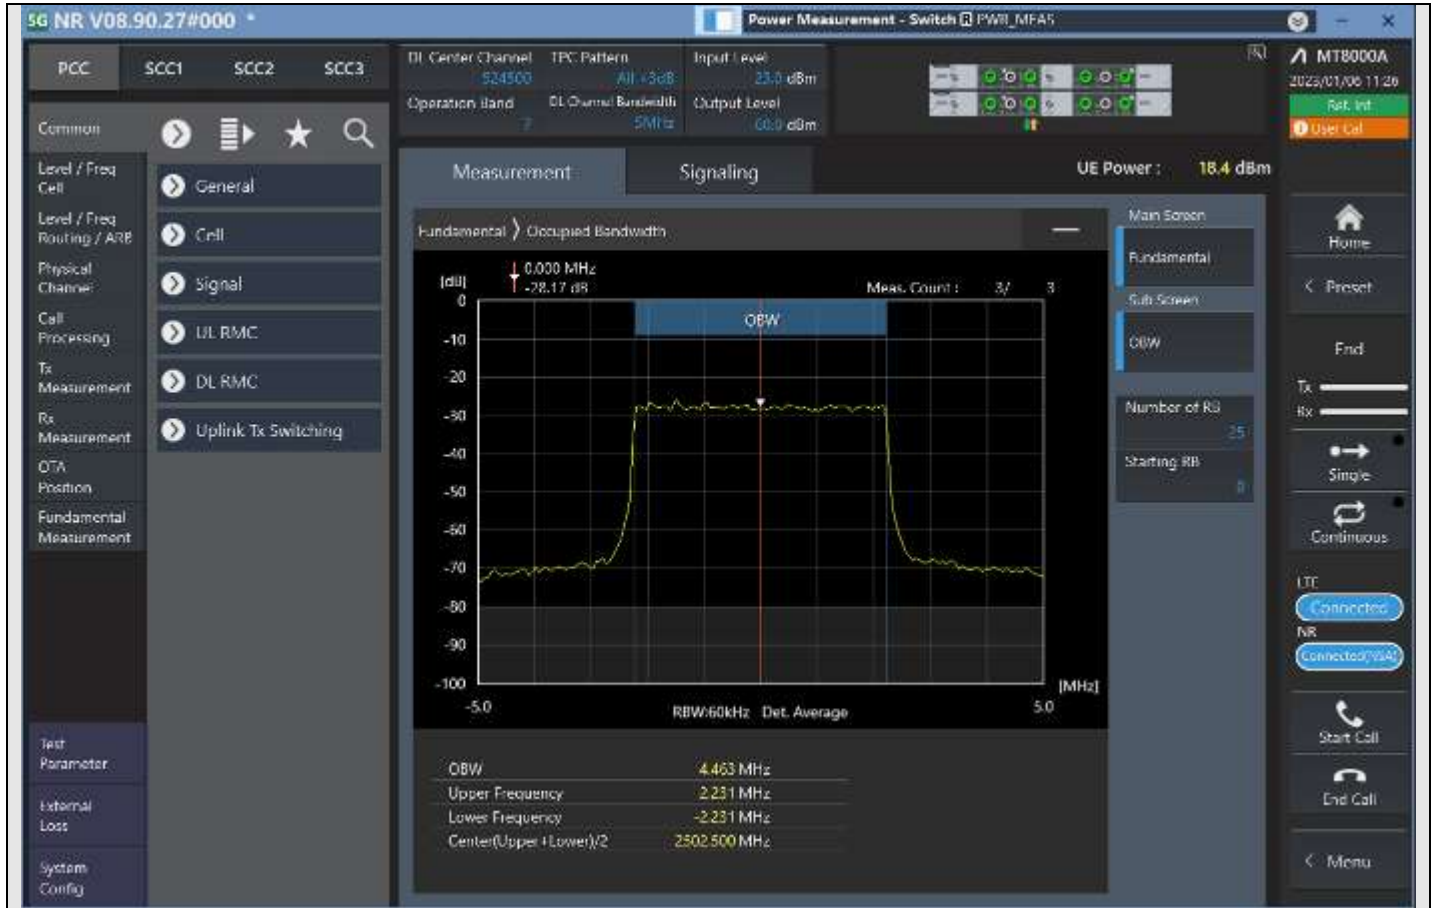 5G NR V08.90.27#000 *
Power Measurement - Switch PWR_MEAS
PCC SCC1 SCC2 SCC3
DL Center Channel TPC Pattern Input Level
524500 All +3dB 23.0 dBm
Operation Band DL Channel Bandwidth Output Level
7 5MHz dBm
MT8000A
2023/01/06 11:26
Ref. Int
User Cal
Common
Level / Freq
Cell
Level / Freq
Routing / ARB
Physical
Channel
Call
Processing
Tx
Measurement
Rx
Measurement
OTA
Position
Fundamental
Measurement
Test
Parameter
External
Loss
System
Config
General
Cell
Signal
UL RMC
DL RMC
Uplink Tx Switching
Measurement Signaling
UE Power : 18.4 dBm
Fundamental Occupied Bandwidth
[dB]
0.000 MHz
-28.17 dB
Meas. Count : 3/ 3
OBW
0
-10
-20
-30
-40
-50
-60
-70
-80
-90
-100
-5.0
RBW:60kHz Det. Average
5.0
[MHz]
OBW 4.463 MHz
Upper Frequency 2.231 MHz
Lower Frequency -2.231 MHz
Center(Upper+Lower)/2 2502.500 MHz
Main Screen
Fundamental
Sub Screen
OBW
Number of RB
25
Starting RB
0
Home
< Preset
End
Tx
Rx
Single
Continuous
LTE
Connected
NR
Connected(NSA)
Start Call
End Call
< Menu